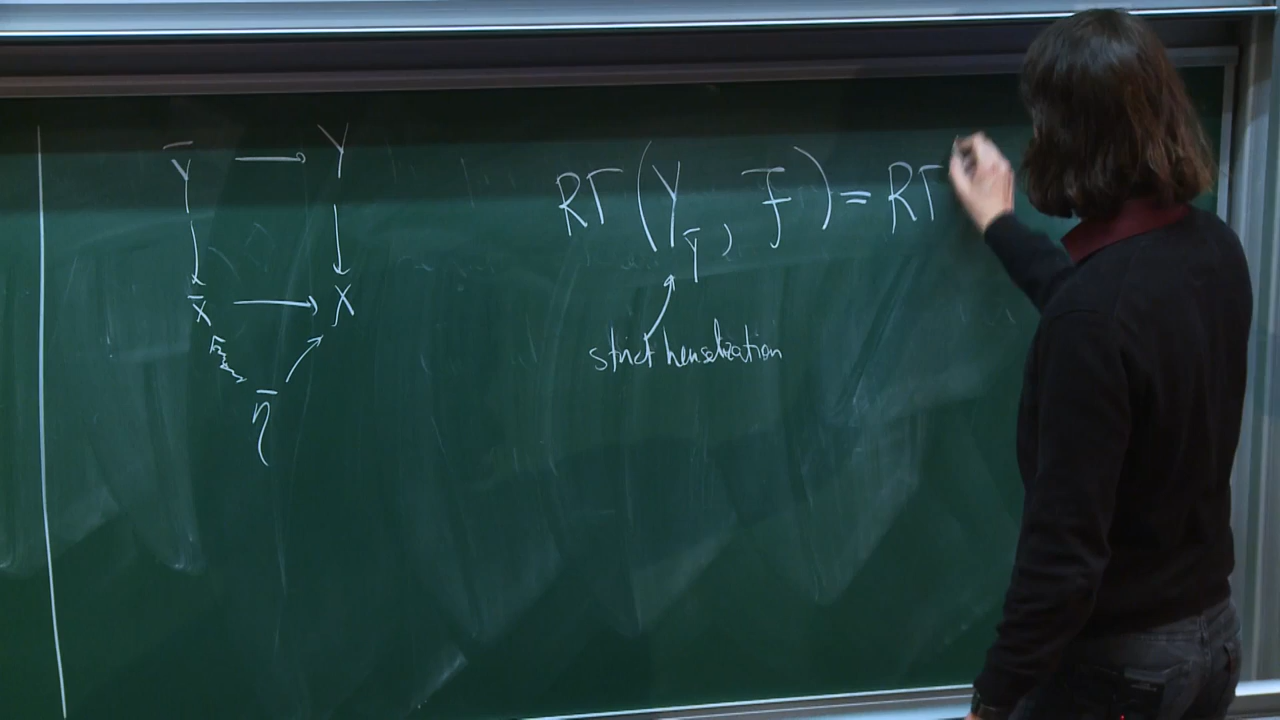 ȳ → Y
RΓ(Y_ȳ, F) = RΓ
x̄ → X
strict henselization
η̄